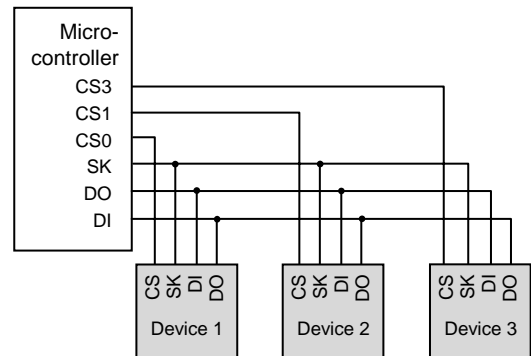 Micro-
controller
CS3
CS1
CS0
SK
DO
DI
CS SK DI DO
Device 1
CS SK DI DO
Device 2
CS SK DI DO
Device 3